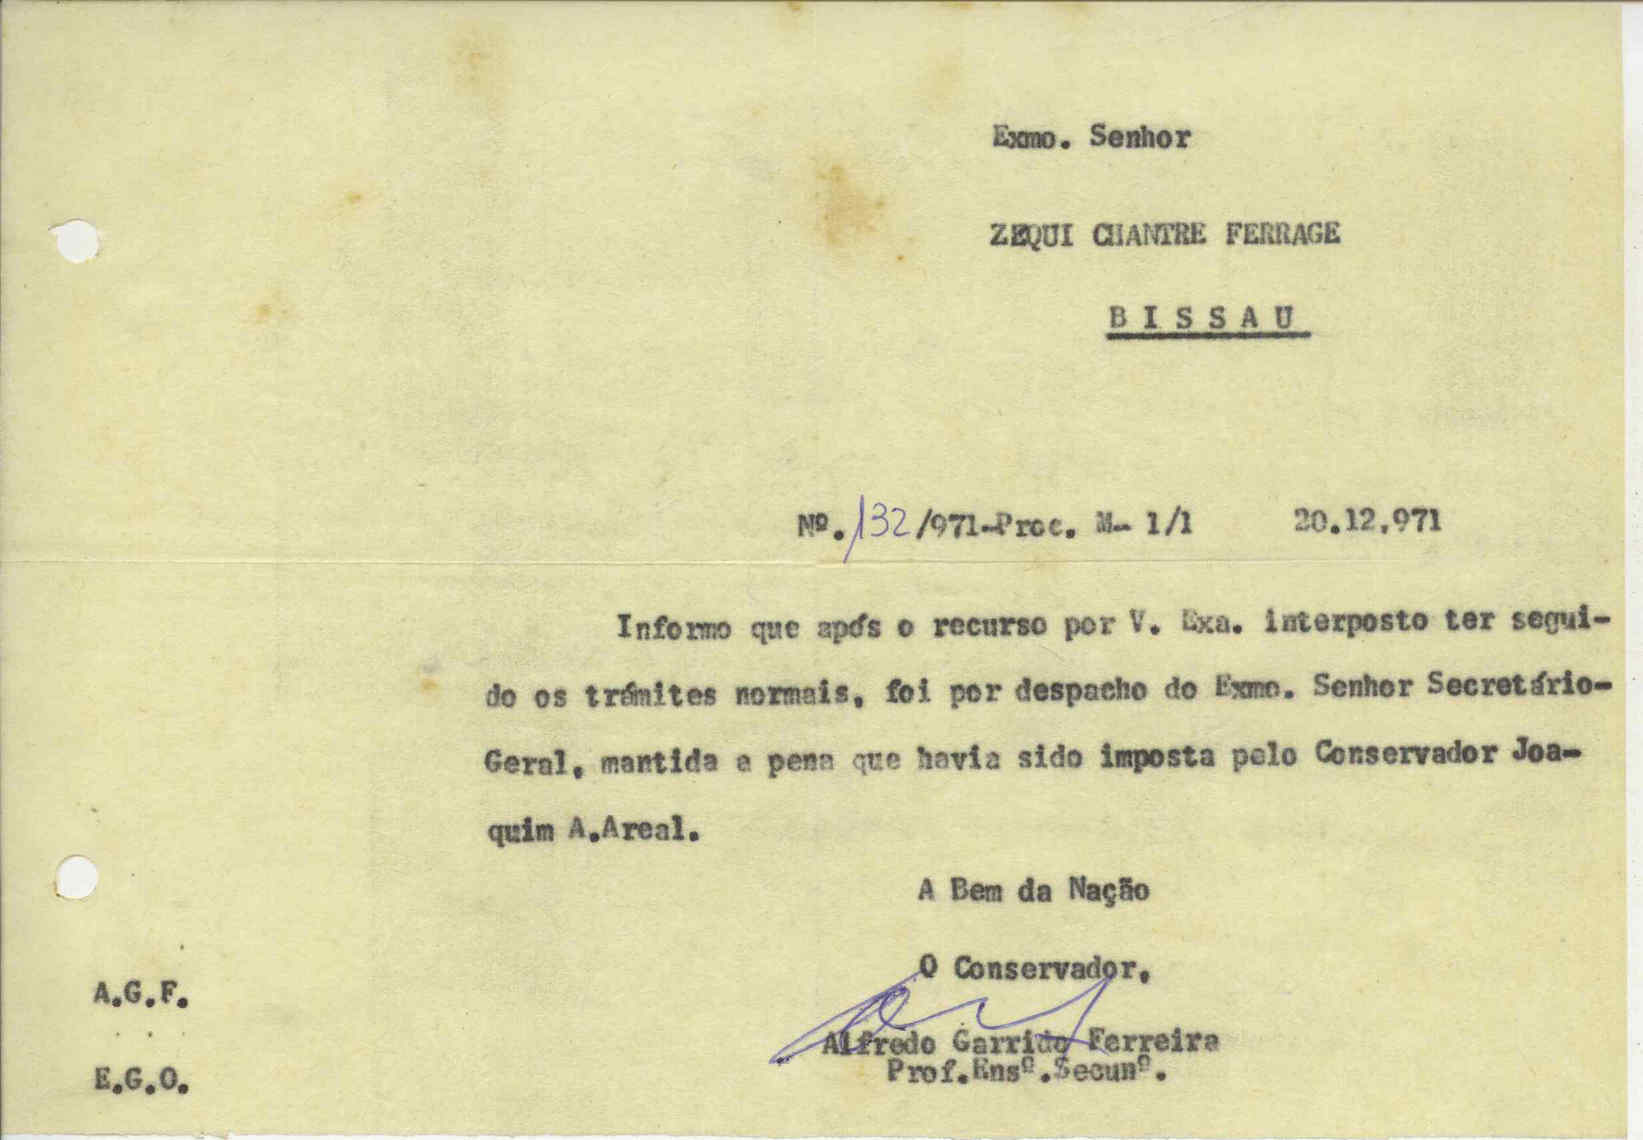 Exmo. Senhor
ZEQUI CHANTRE FERRAGE
BISSAU
Nº. 132/971-Proc. M- 1/1 20.12.971
Informo que após o recurso por V. Exa. interposto ter segui-
do os trâmites normais, foi por despacho do Exmo. Senhor Secretário-
Geral, mantida a pena que havia sido imposta pelo Conservador Joa-
quim A.Areal.
A Bem da Nação
O Conservador,
Alfredo Garrido Ferreira
Prof.Ensº.Secunº.
A.G.F.
E.G.O.